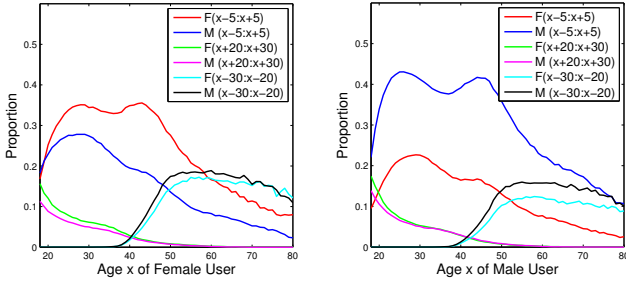 F(x−5:x+5)
M (x−5:x+5)
F(x+20:x+30)
M (x+20:x+30)
F(x−30:x−20)
M (x−30:x−20)
0.5
0.4
0.3
0.2
0.1
0
20 30 40 50 60 70 80
Proportion
Age x of Female User
F(x−5:x+5)
M (x−5:x+5)
F(x+20:x+30)
M (x+20:x+30)
F(x−30:x−20)
M (x−30:x−20)
0.5
0.4
0.3
0.2
0.1
0
20 30 40 50 60 70 80
Proportion
Age x of Male User